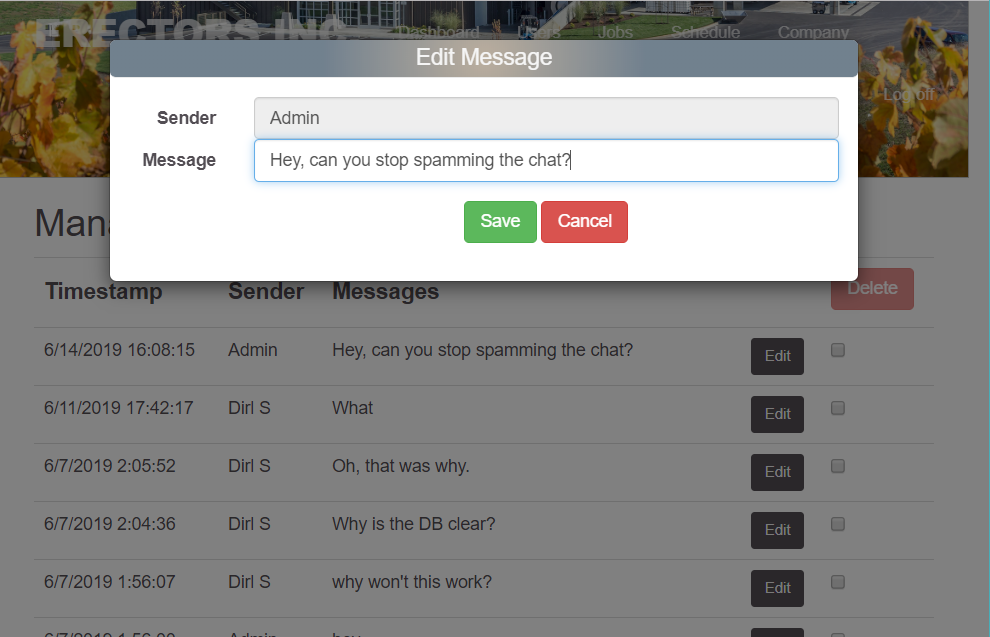 ERECTORS INC
Dashboard Users Jobs Schedule Company
Edit Message
Log off
Sender Admin
Message Hey, can you stop spamming the chat?
Save Cancel
Mana
Timestamp Sender Messages Delete
6/14/2019 16:08:15 Admin Hey, can you stop spamming the chat? Edit
6/11/2019 17:42:17 Dirl S What Edit
6/7/2019 2:05:52 Dirl S Oh, that was why. Edit
6/7/2019 2:04:36 Dirl S Why is the DB clear? Edit
6/7/2019 1:56:07 Dirl S why won't this work? Edit
Admin